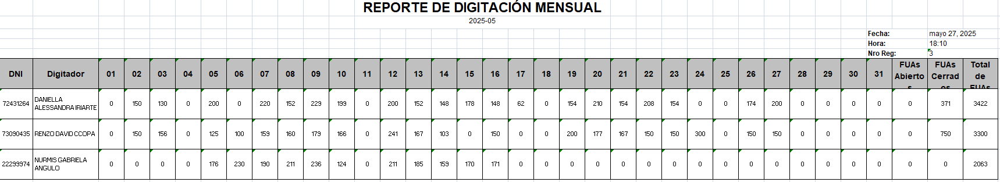 REPORTE DE DIGITACIÓN MENSUAL
2025-05
Fecha: mayo 27, 2025
Hora: 18:10
Nro Reg: 3
DNI Digitador 01 02 03 04 05 06 07 08 09 10 11 12 13 14 15 16 17 18 19 20 21 22 23 24 25 26 27 28 29 30 31 FUAs Abiertos FUAs Cerrados Total de FUAs
72431264 DANIELLA ALESSANDRA IRIARTE 0 150 130 0 200 0 220 152 229 199 0 200 152 148 178 148 62 0 154 210 154 208 154 0 0 174 200 0 0 0 0 0 371 3422
73090435 RENZO DAVID CCOPA 0 150 156 0 125 100 159 160 179 166 0 241 167 103 0 150 0 0 200 177 167 150 150 300 0 150 150 0 0 0 0 0 750 3300
22299974 NURMIS GABRIELA ANGULO 0 0 0 0 176 230 190 211 236 124 0 211 185 159 170 171 0 0 0 0 0 0 0 0 0 0 0 0 0 0 0 0 0 2063